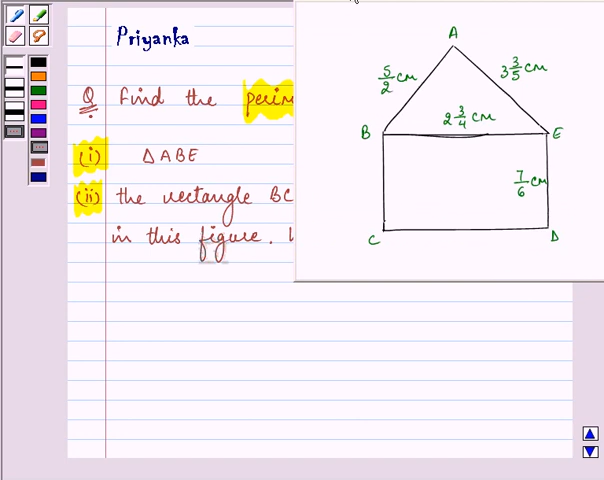 Priyanka
Q Find the perim
(i) ΔABE
(ii) the rectangle BC
in this figure.
A
5/2 cm
3 3/5 cm
2 3/4 cm
B
E
7/6 cm
C
D